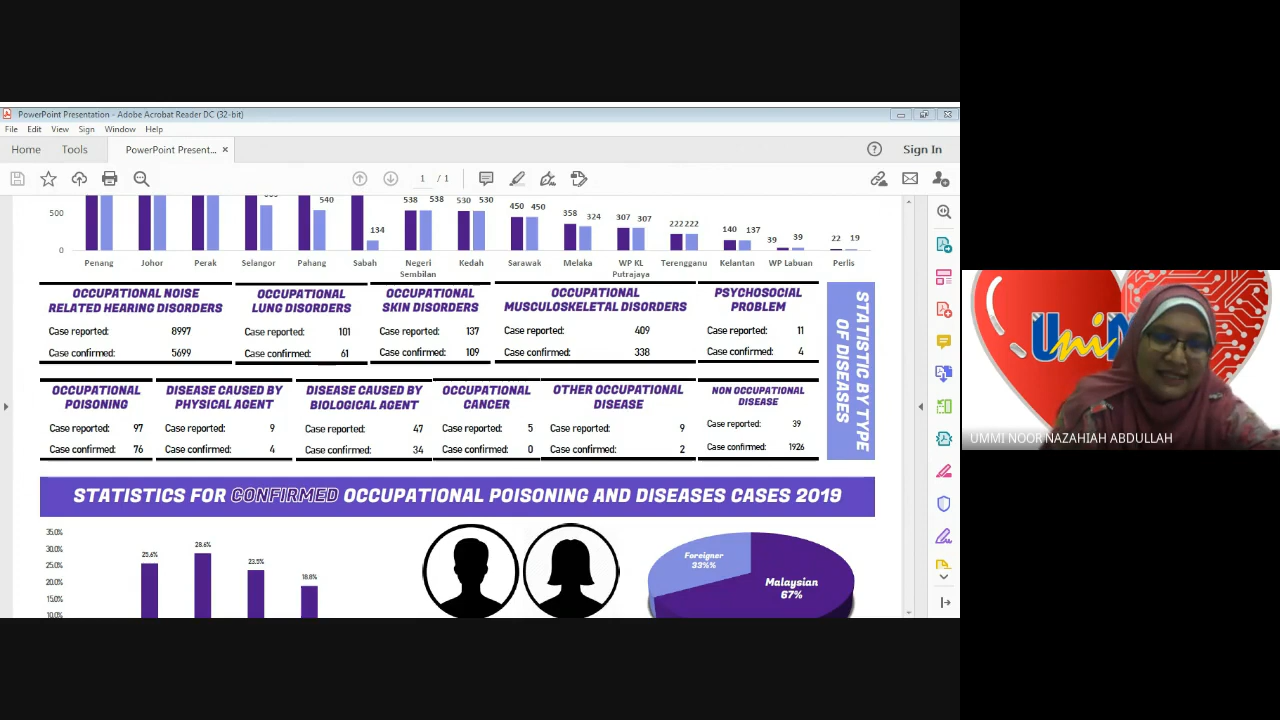 PowerPoint Presentation - Adobe Acrobat Reader DC (32-bit)
File Edit View Sign Window Help
Home Tools PowerPoint Present... × Sign In
1 / 1
540
538 538 530 530
500 450 450
358 324 307 307
134 222 222 140 137
39 39 22 19
0
Penang Johor Perak Selangor Pahang Sabah Negeri Sembilan Kedah Sarawak Melaka WP KL Putrajaya Terengganu Kelantan WP Labuan Perlis
OCCUPATIONAL NOISE
RELATED HEARING DISORDERS
Case reported: 8997
Case confirmed: 5699
OCCUPATIONAL
LUNG DISORDERS
Case reported: 101
Case confirmed: 61
OCCUPATIONAL
SKIN DISORDERS
Case reported: 137
Case confirmed: 109
OCCUPATIONAL
MUSCULOSKELETAL DISORDERS
Case reported: 409
Case confirmed: 338
PSYCHOSOCIAL
PROBLEM
Case reported: 11
Case confirmed: 4
STATISTIC BY TYPE
OF DISEASES
OCCUPATIONAL
POISONING
Case reported: 97
Case confirmed: 76
DISEASE CAUSED BY
PHYSICAL AGENT
Case reported: 9
Case confirmed: 4
DISEASE CAUSED BY
BIOLOGICAL AGENT
Case reported: 47
Case confirmed: 34
OCCUPATIONAL
CANCER
Case reported: 5
Case confirmed: 0
OTHER OCCUPATIONAL
DISEASE
Case reported: 9
Case confirmed: 2
NON OCCUPATIONAL
DISEASE
Case reported: 39
Case confirmed: 1926
STATISTICS FOR CONFIRMED OCCUPATIONAL POISONING AND DISEASES CASES 2019
35.0%
30.0%
25.0%
20.0%
15.0%
10.0%
25.6%
28.6%
23.5%
18.8%
Foreigner
33%%
Malaysian
67%
UniM
UMMI NOOR NAZAHIAH ABDULLAH